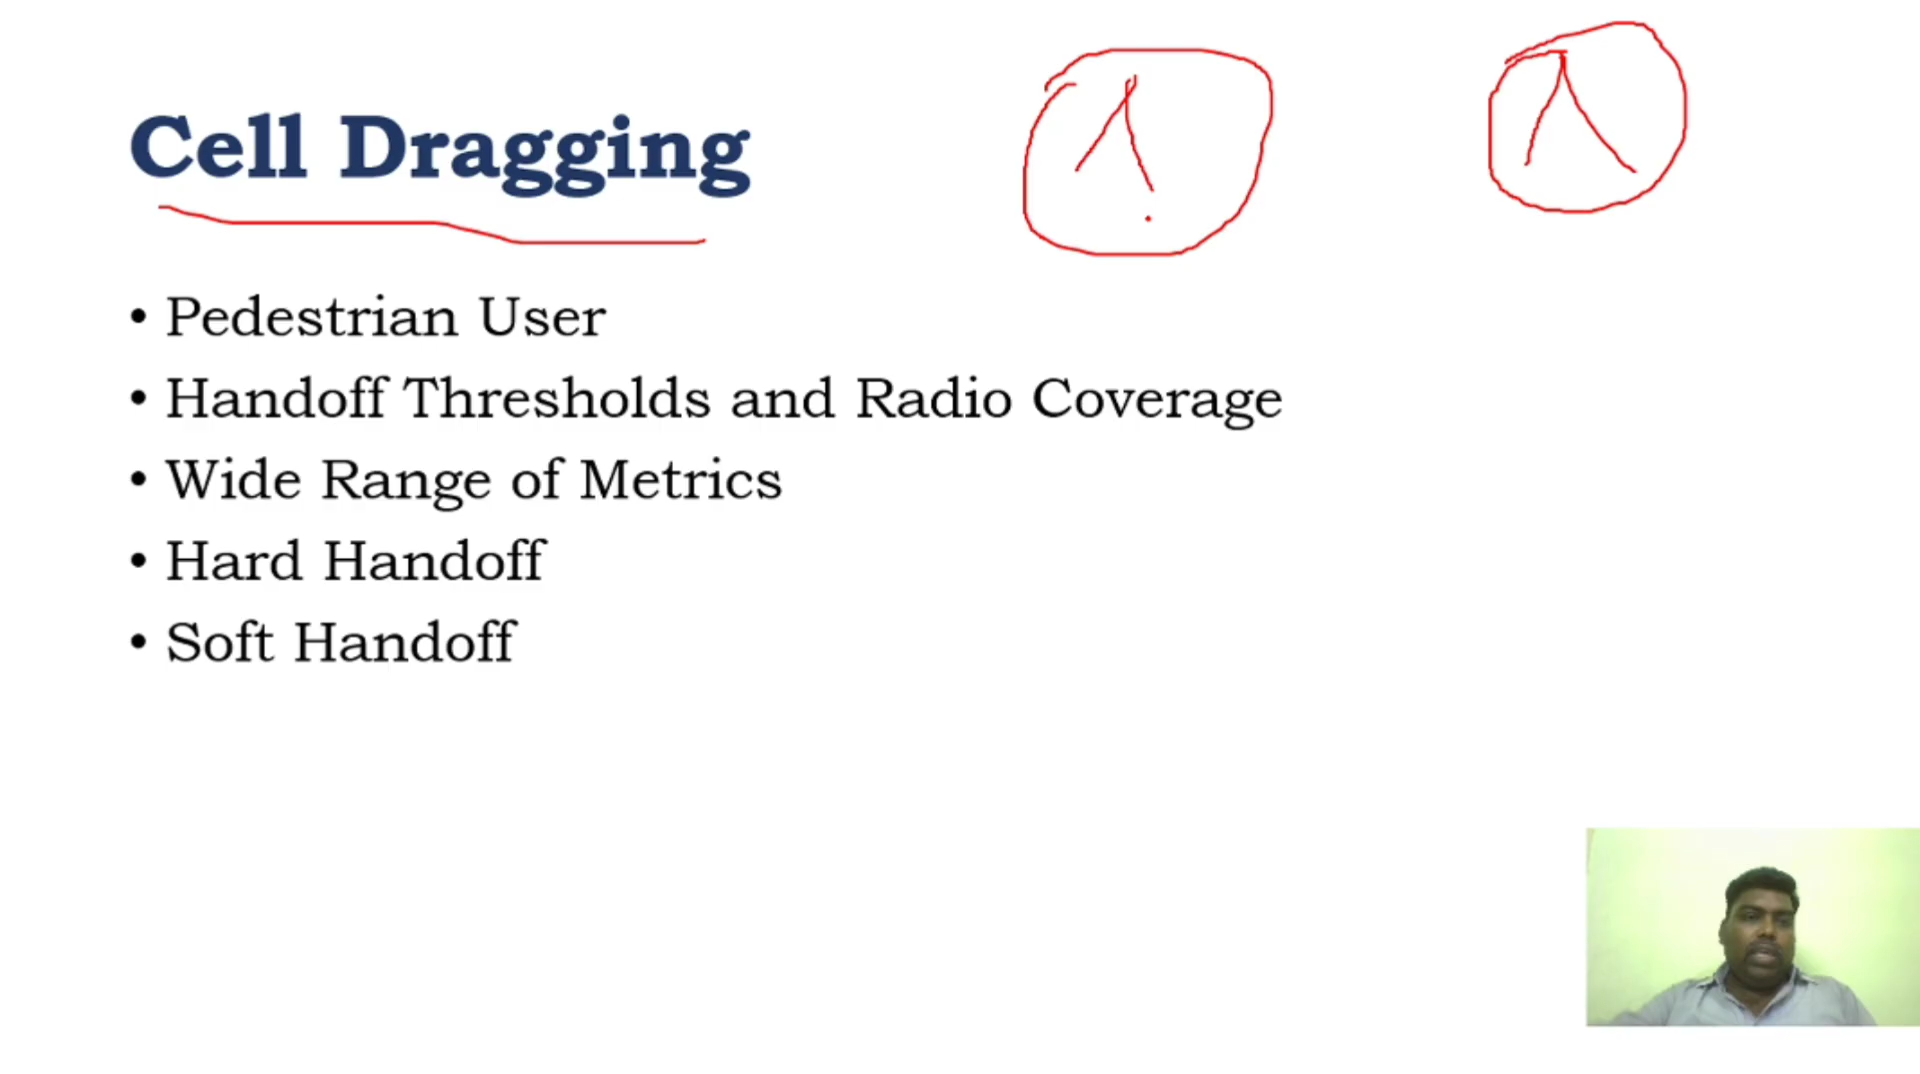 Cell Dragging
• Pedestrian User
• Handoff Thresholds and Radio Coverage
• Wide Range of Metrics
• Hard Handoff
• Soft Handoff